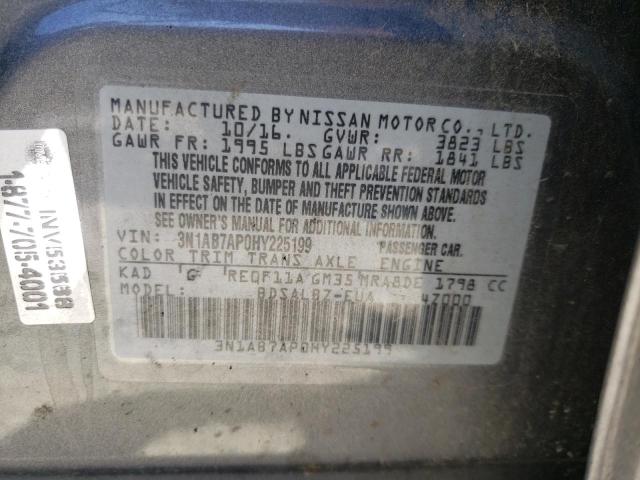 MANUFACTURED BY NISSAN MOTOR CO., LTD.
DATE: 10/16. GVWR: 3823 LBS
GAWR FR: 1995 LBS GAWR RR: 1841 LBS
THIS VEHICLE CONFORMS TO ALL APPLICABLE FEDERAL MOTOR
VEHICLE SAFETY, BUMPER AND THEFT PREVENTION STANDARDS
IN EFFECT ON THE DATE OF MANUFACTURE SHOWN ABOVE.
SEE OWNER'S MANUAL FOR ADDITIONAL INFORMATION.
VIN: 3N1AB7AP0HY225199 PASSENGER CAR.
COLOR TRIM TRANS AXLE ENGINE
KAD G RE0F11A GM35 MRA8DE 1798 CC
MODEL: BDSALB7-EUA 47000
3N1AB7AP0HY225199
1-877-705-4001